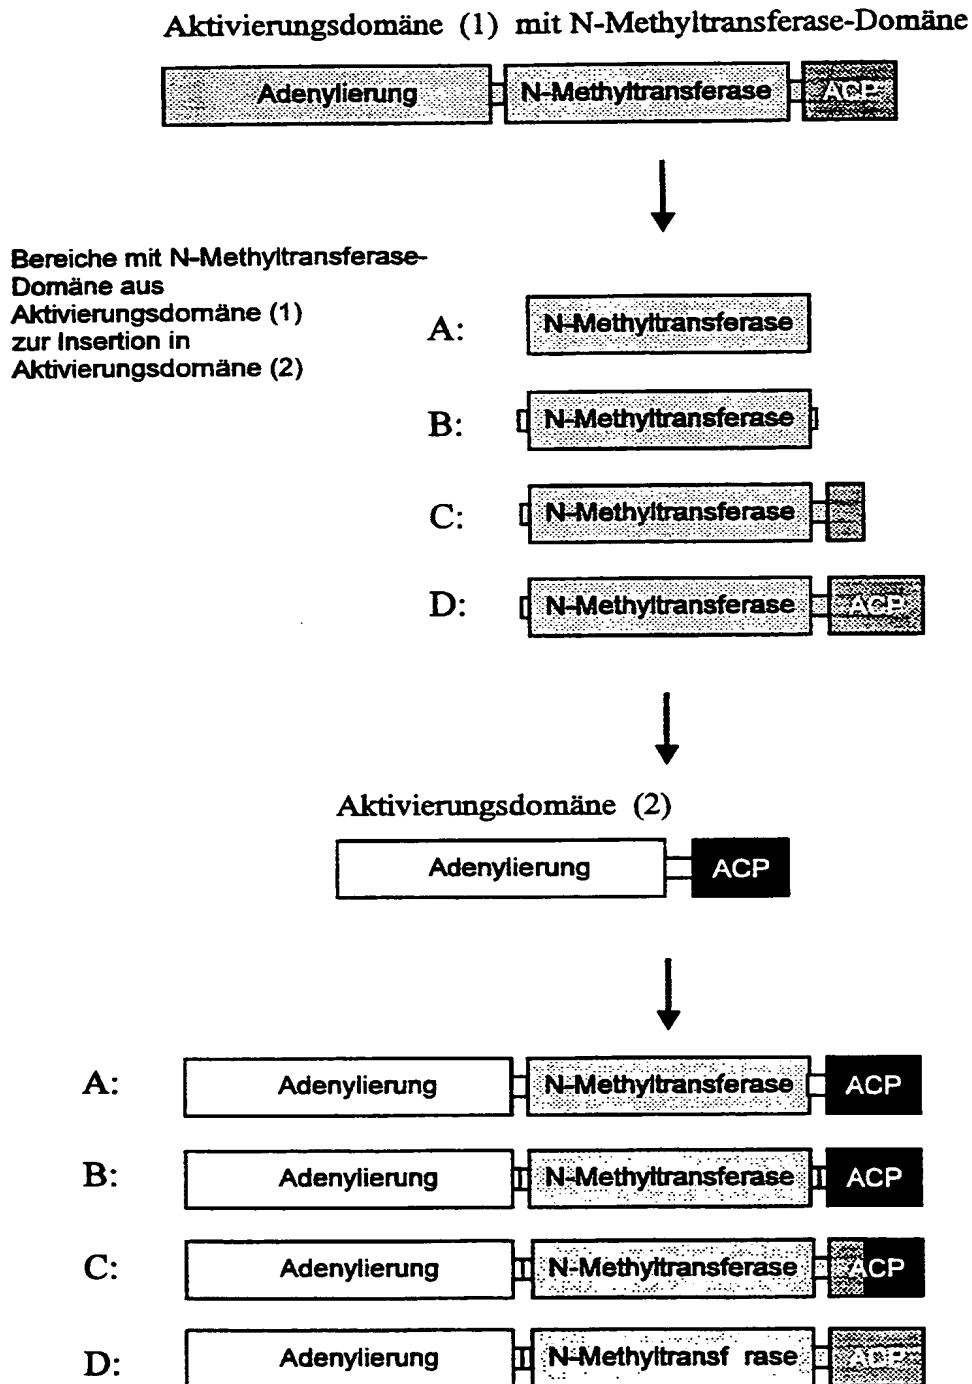 Aktivierungsdomäne (1) mit N-Methyltransferase-Domäne
Adenylierung N-Methyltransferase ACP
Bereiche mit N-Methyltransferase-
Domäne aus
Aktivierungsdomäne (1)
zur Insertion in
Aktivierungsdomäne (2)
A: N-Methyltransferase
B: N-Methyltransferase
C: N-Methyltransferase
D: N-Methyltransferase ACP
Aktivierungsdomäne (2)
Adenylierung ACP
A: Adenylierung N-Methyltransferase ACP
B: Adenylierung N-Methyltransferase ACP
C: Adenylierung N-Methyltransferase ACP
D: Adenylierung N-Methyltransf rase ACP